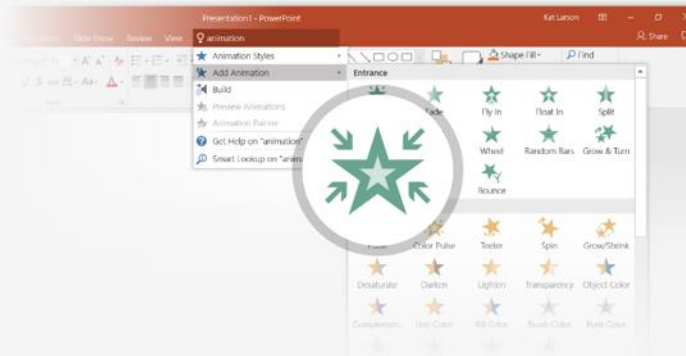 Presentation1 - PowerPoint
Kat Larson
Slide Show Review View animation
Share
Animation Styles
Add Animation
Build
Preview Animations
Animation Painter
Get Help on "animation"
Smart Lookup on "anim
Shape Fill
Find
Entrance
Fade Fly In Float In Split
Wheel Random Bars Grow & Turn
Bounce
Pulse Color Pulse Teeter Spin Grow/Shrink
Desaturate Darken Lighten Transparency Object Color
Complemen... Line Color Fill Color Brush Color Font Color